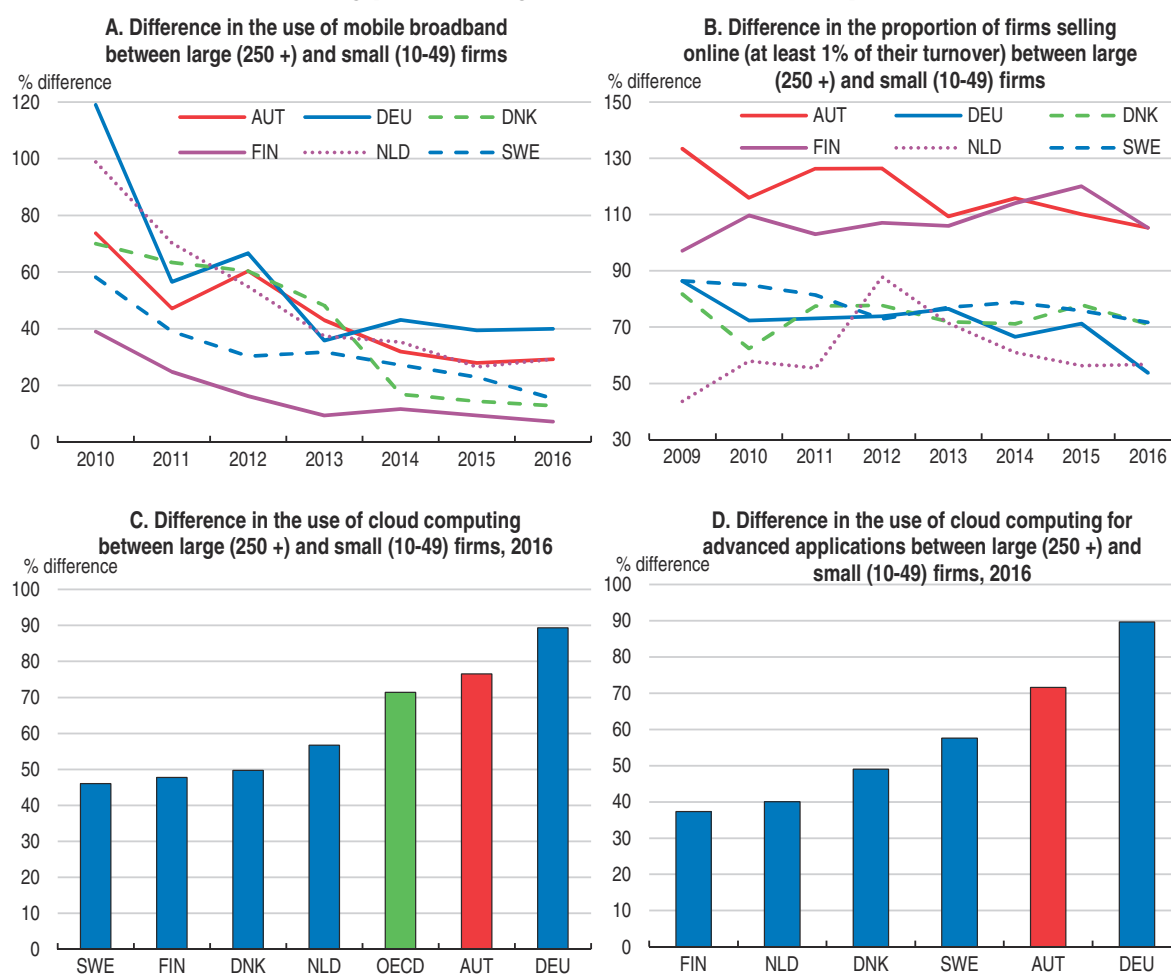 A. Difference in the use of mobile broadband
between large (250 +) and small (10-49) firms
% difference
120
100
80
60
40
20
0
AUT DEU DNK
FIN NLD SWE
2010 2011 2012 2013 2014 2015 2016
B. Difference in the proportion of firms selling
online (at least 1% of their turnover) between large
(250 +) and small (10-49) firms
% difference
150
130
110
90
70
50
30
AUT DEU DNK
FIN NLD SWE
2009 2010 2011 2012 2013 2014 2015 2016
C. Difference in the use of cloud computing
between large (250 +) and small (10-49) firms, 2016
% difference
100
90
80
70
60
50
40
30
20
10
0
SWE FIN DNK NLD OECD AUT DEU
D. Difference in the use of cloud computing for
advanced applications between large (250 +) and
small (10-49) firms, 2016
% difference
100
90
80
70
60
50
40
30
20
10
0
FIN NLD DNK SWE AUT DEU